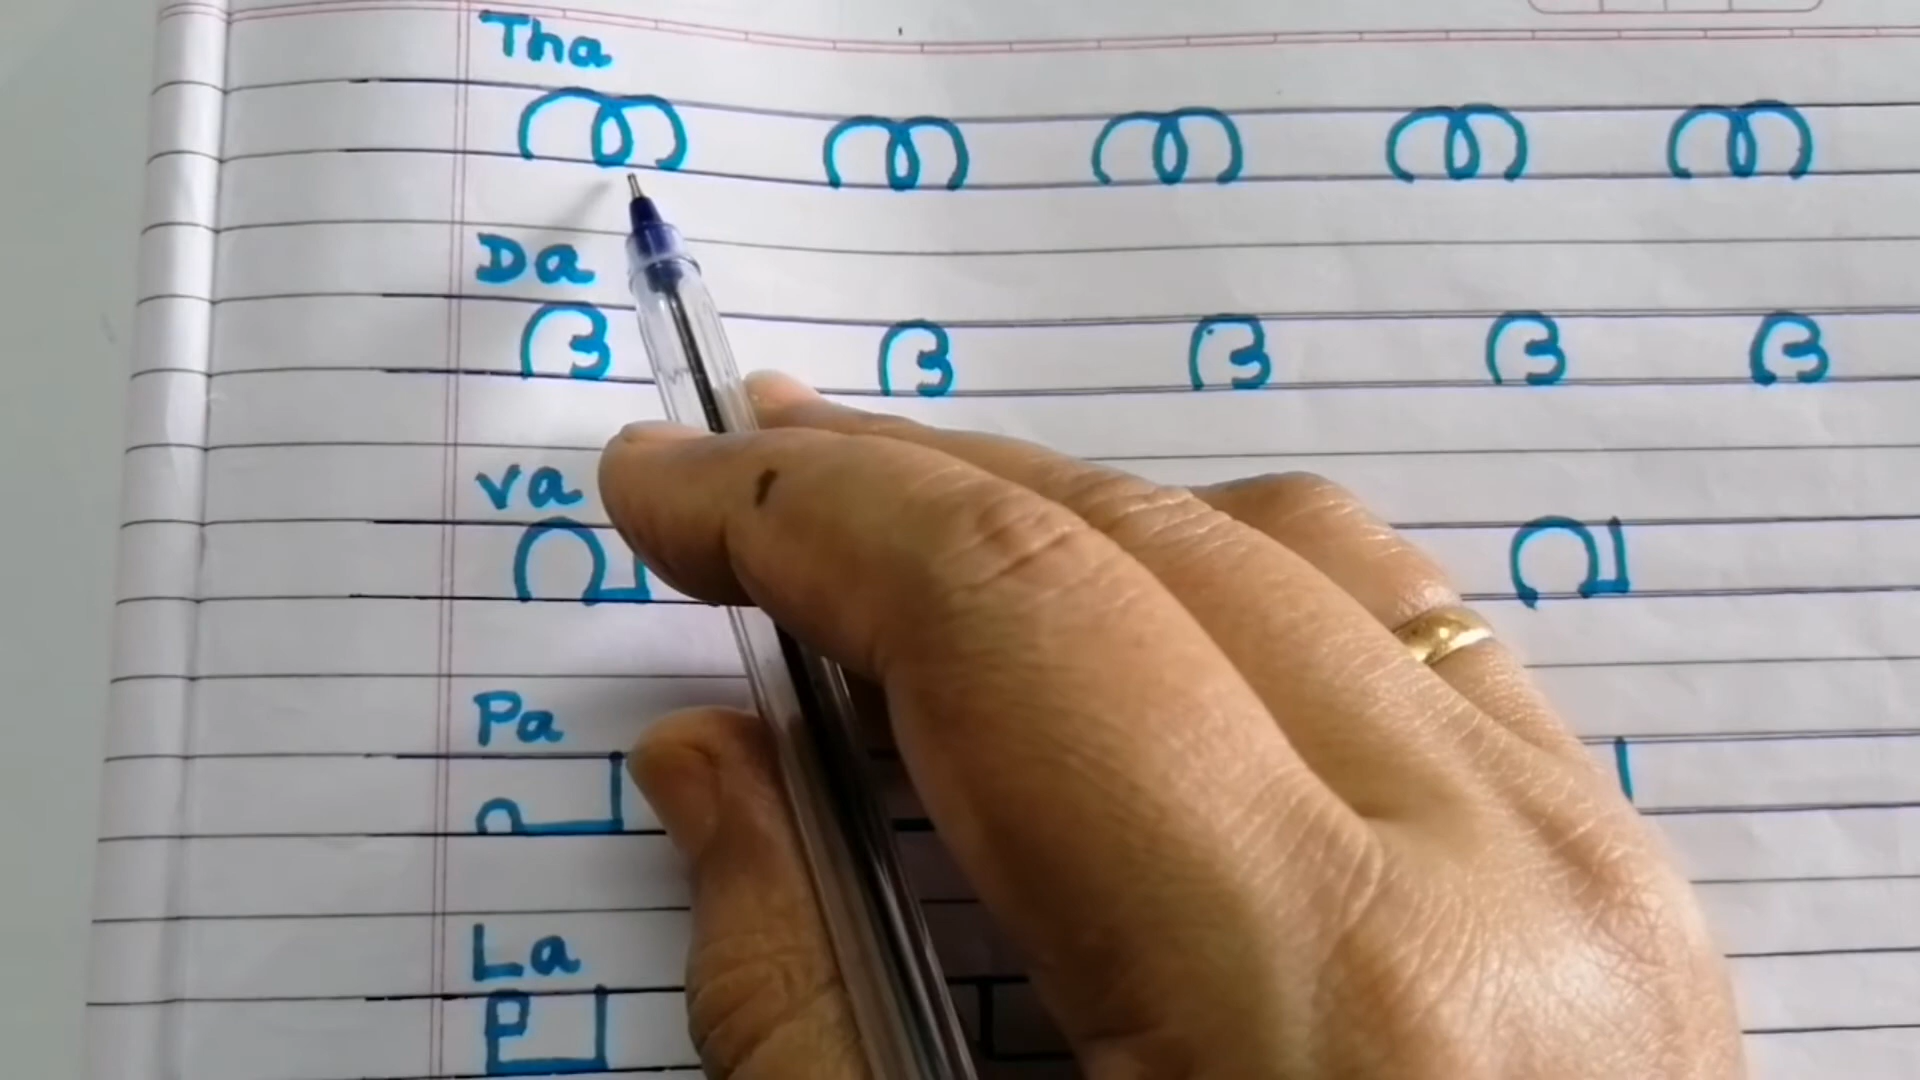 Tha
ത ത ത ത ത
Da
ദ ദ ദ ദ ദ
va
വ വ
Pa
പ
La
ല